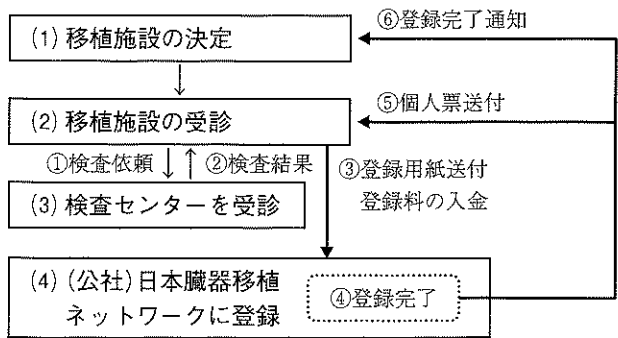 (1)移植施設の決定
⑥登録完了通知
(2)移植施設の受診
⑤個人票送付
①検査依頼
②検査結果
③登録用紙送付
登録料の入金
(3)検査センターを受診
(4)(公社)日本臓器移植
ネットワークに登録
④登録完了